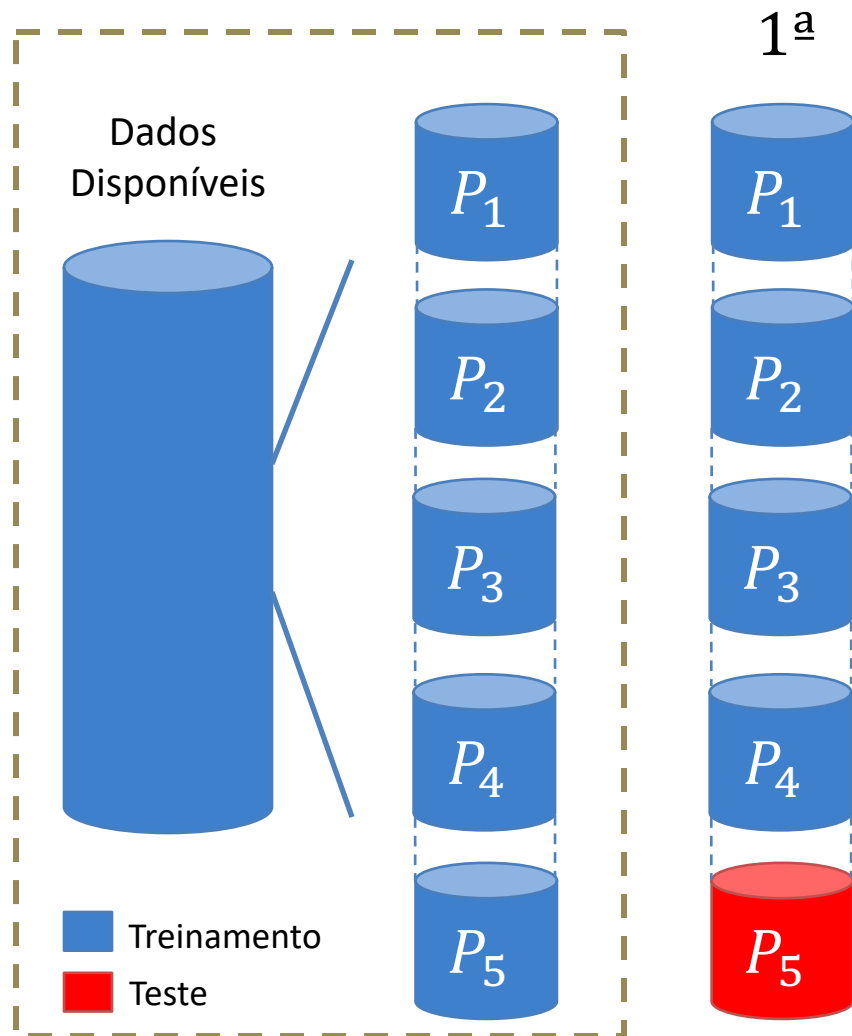 1ª
Dados
Disponíveis
P₁
P₁
P₂
P₂
P₃
P₃
P₄
P₄
P₅
P₅
Treinamento
Teste